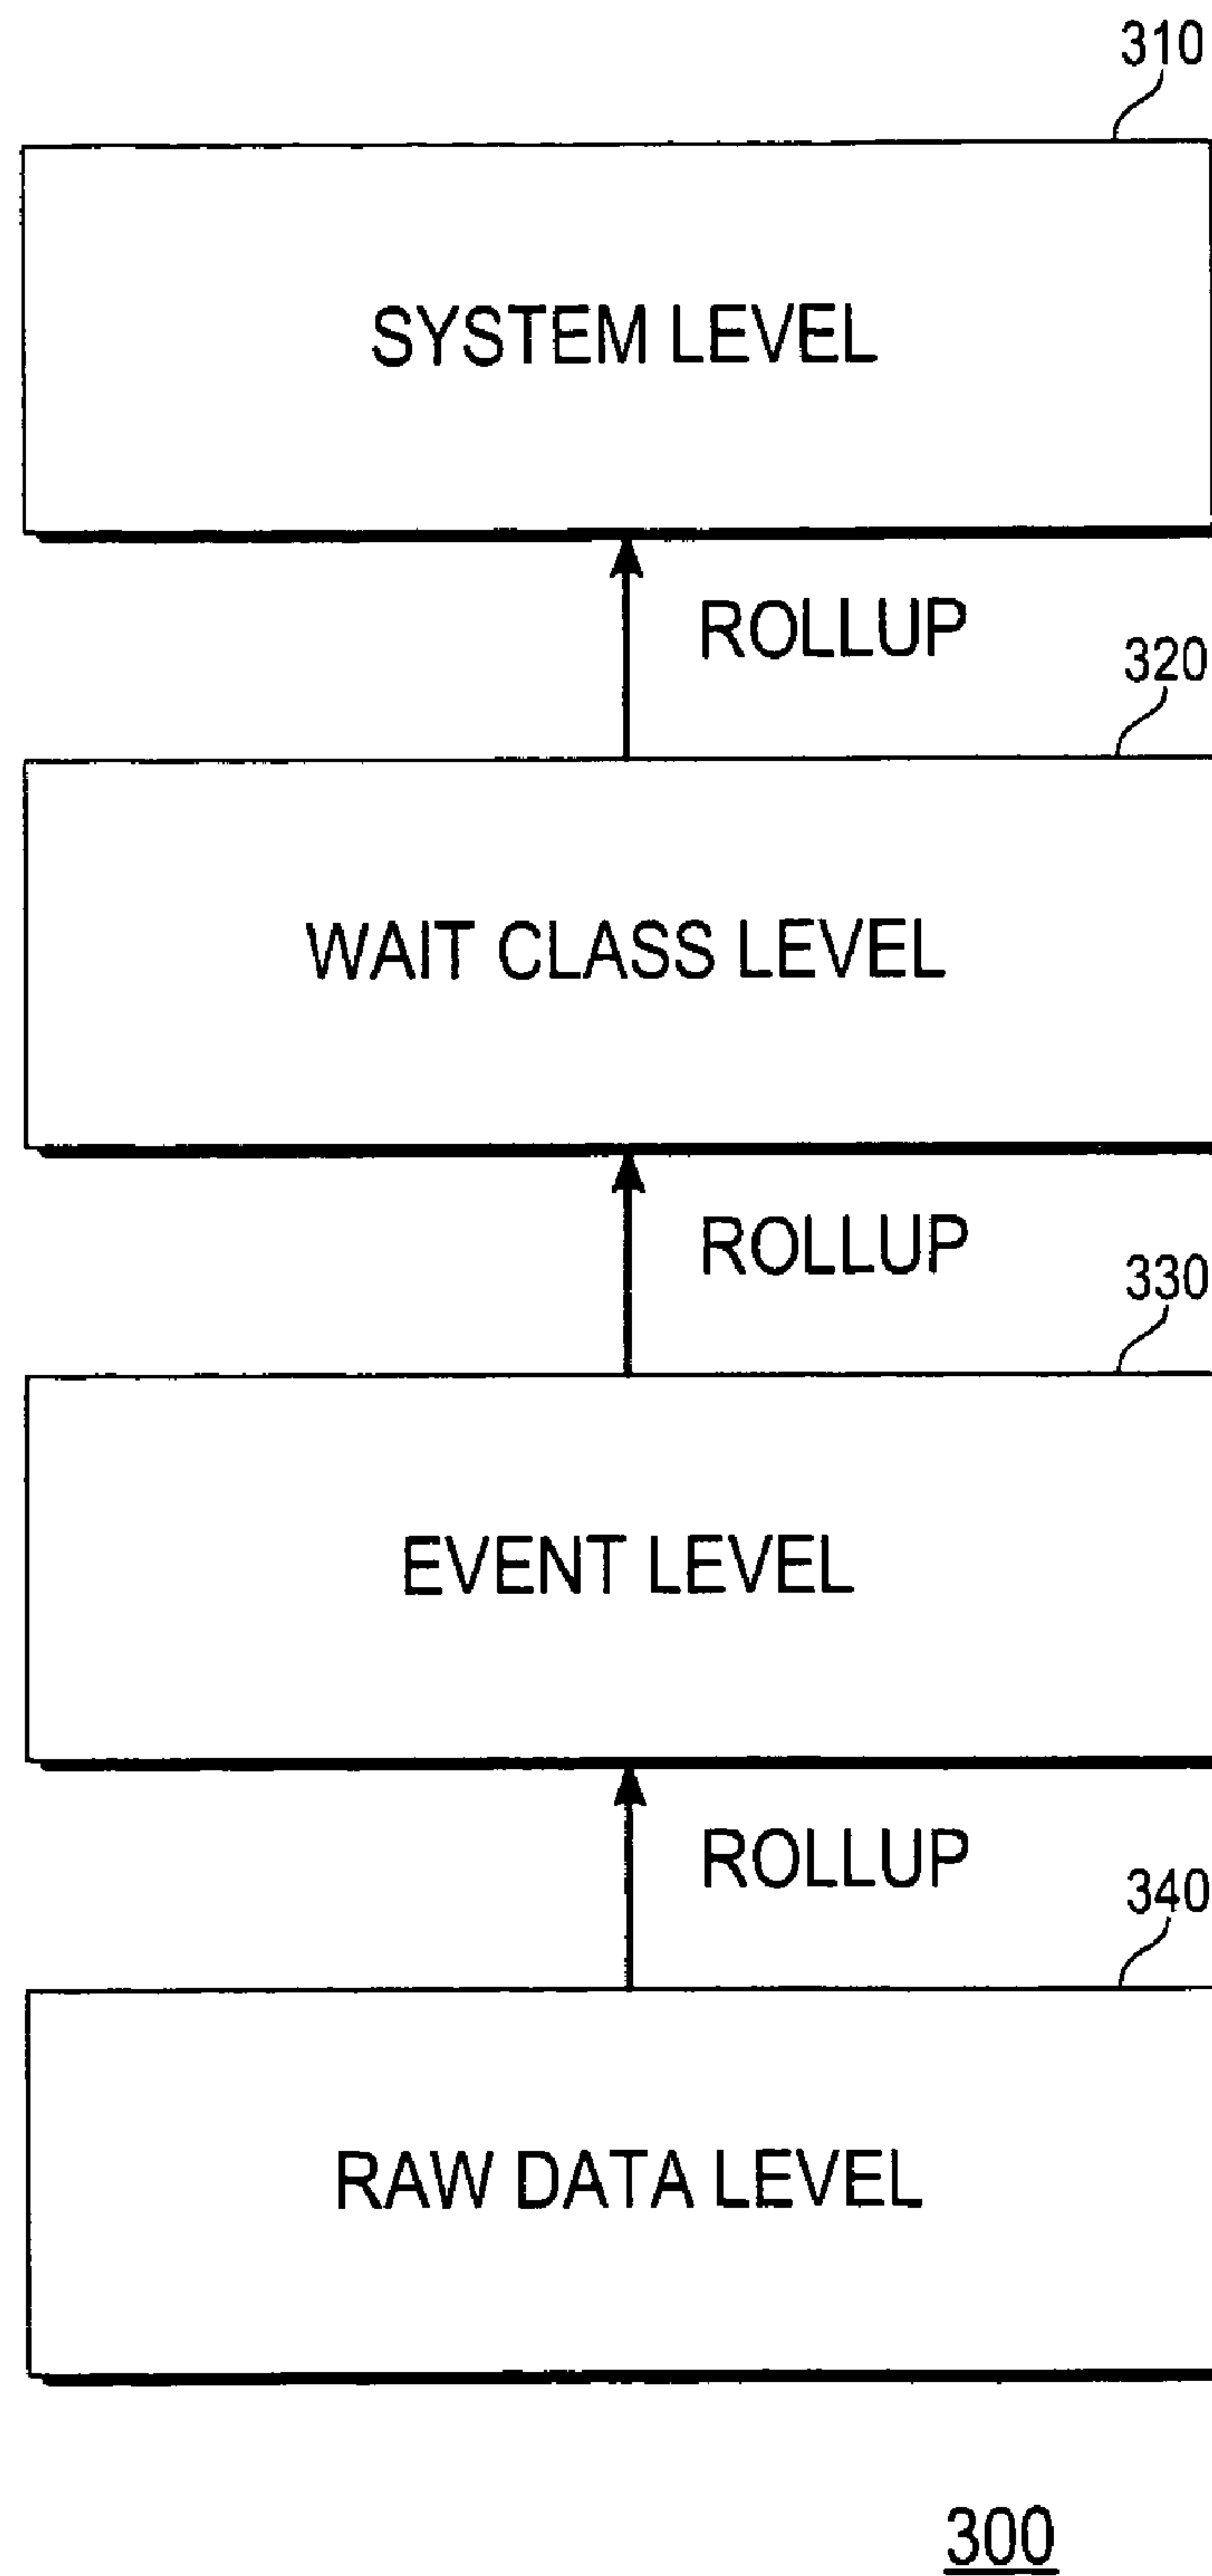 310
SYSTEM LEVEL
ROLLUP
320
WAIT CLASS LEVEL
ROLLUP
330
EVENT LEVEL
ROLLUP
340
RAW DATA LEVEL
300